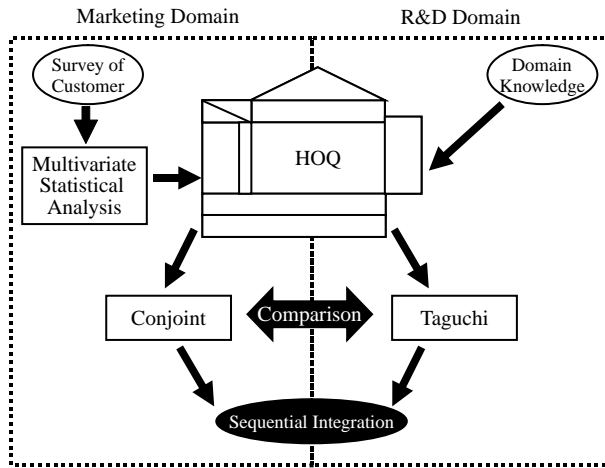 Marketing Domain
R&D Domain
Survey of
Customer
Domain
Knowledge
Multivariate
Statistical
Analysis
HOQ
Conjoint
Comparison
Taguchi
Sequential Integration